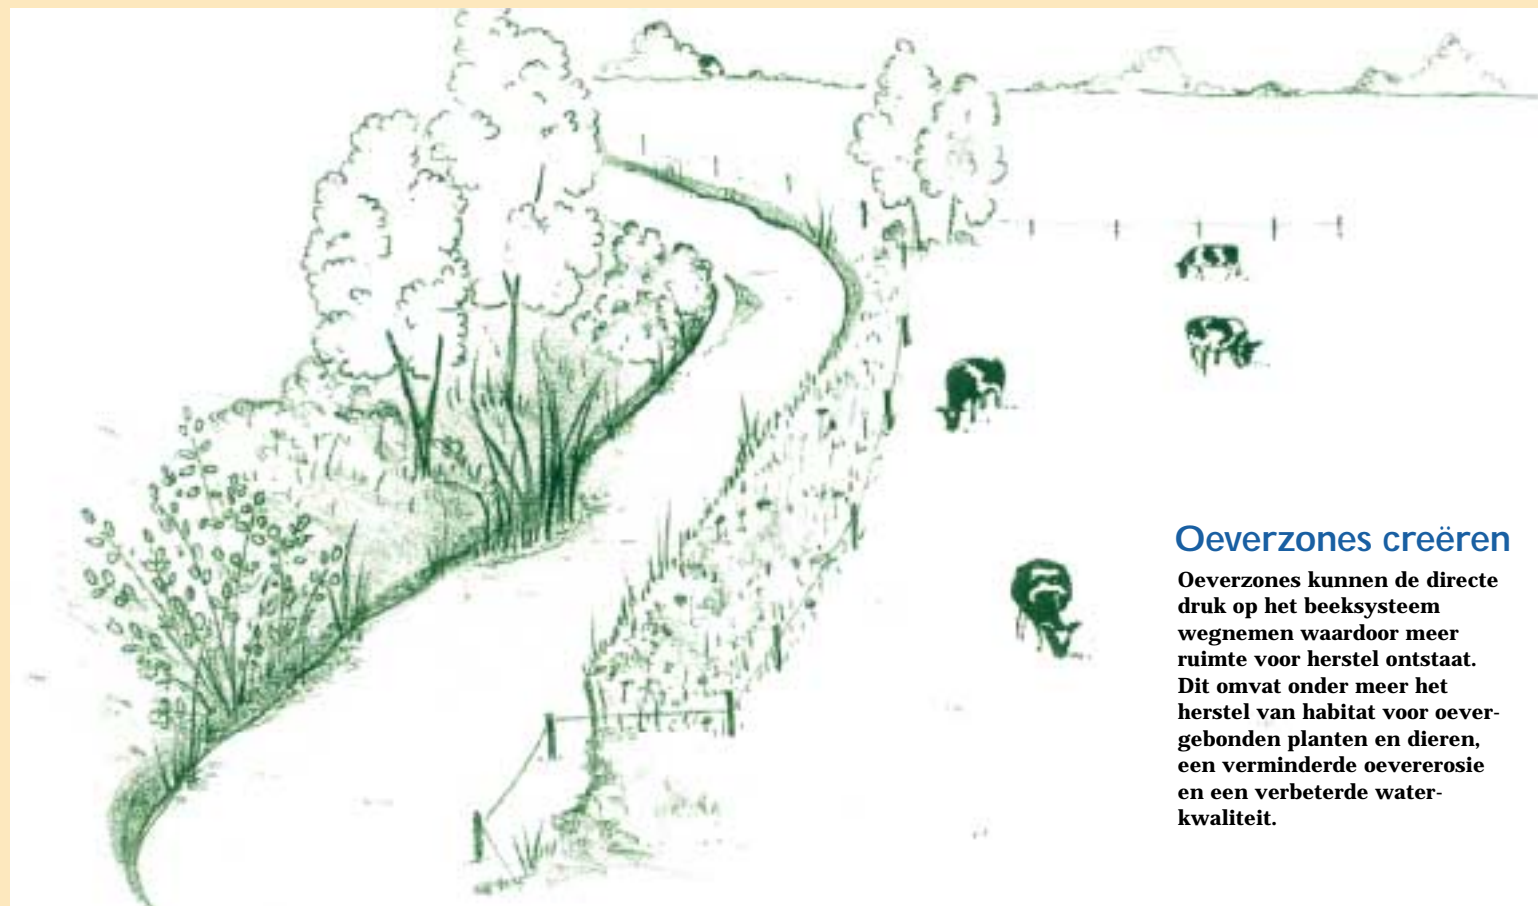 Oeverzones creëren
Oeverzones kunnen de directe
druk op het beeksysteem
wegnemen waardoor meer
ruimte voor herstel ontstaat.
Dit omvat onder meer het
herstel van habitat voor oever-
gebonden planten en dieren,
een verminderde oevererosie
en een verbeterde water-
kwaliteit.